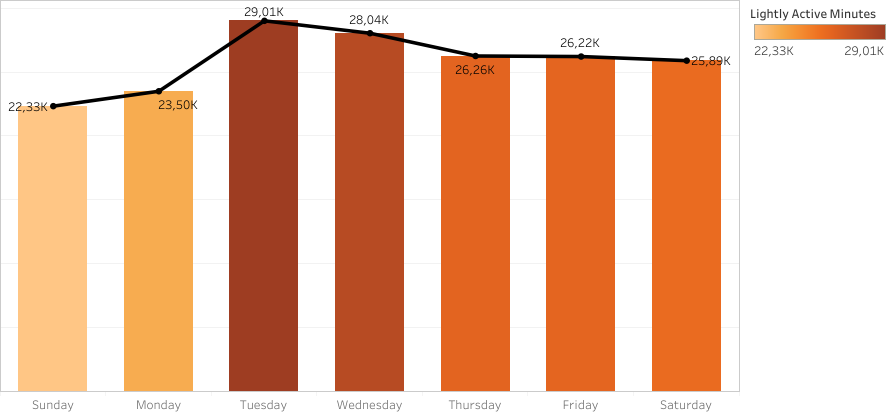 29,01K
28,04K
26,22K
26,26K
25,89K
23,50K
22,33K
Sunday Monday Tuesday Wednesday Thursday Friday Saturday
Lightly Active Minutes
22,33K 29,01K